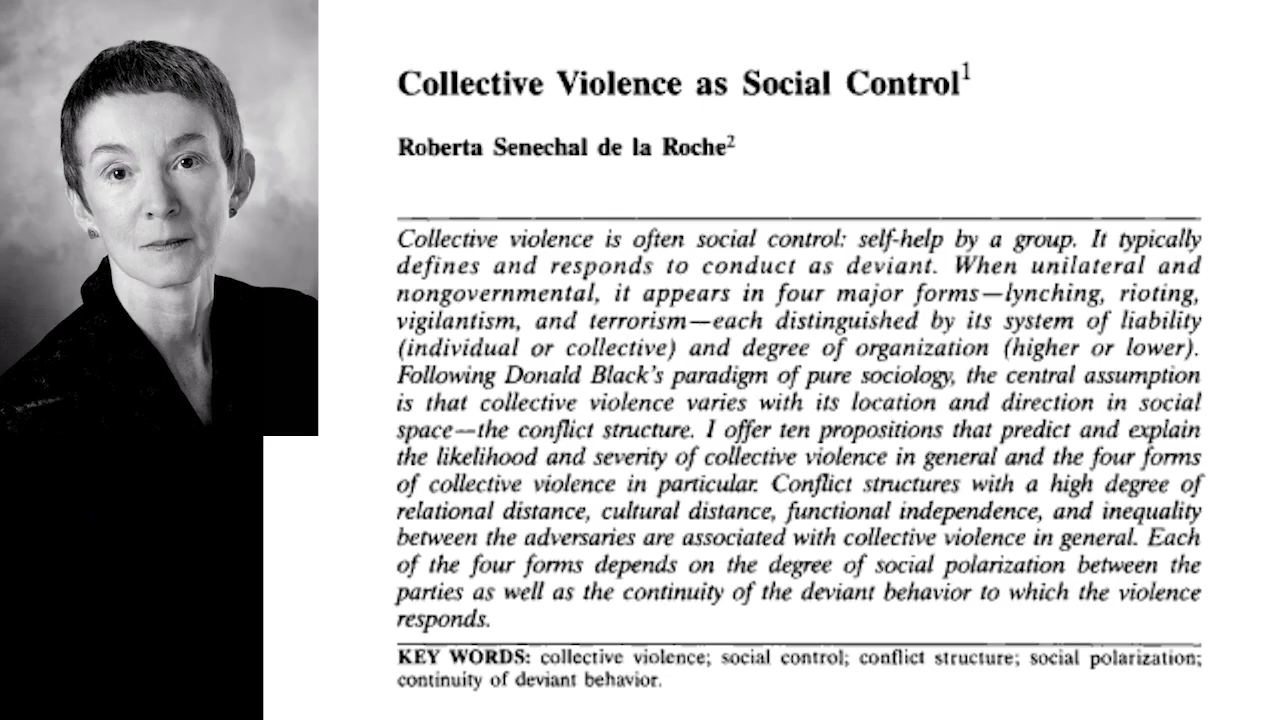 Collective Violence as Social Control¹
Roberta Senechal de la Roche²
Collective violence is often social control: self-help by a group. It typically
defines and responds to conduct as deviant. When unilateral and
nongovernmental, it appears in four major forms—lynching, rioting,
vigilantism, and terrorism—each distinguished by its system of liability
(individual or collective) and degree of organization (higher or lower).
Following Donald Black's paradigm of pure sociology, the central assumption
is that collective violence varies with its location and direction in social
space—the conflict structure. I offer ten propositions that predict and explain
the likelihood and severity of collective violence in general and the four forms
of collective violence in particular. Conflict structures with a high degree of
relational distance, cultural distance, functional independence, and inequality
between the adversaries are associated with collective violence in general. Each
of the four forms depends on the degree of social polarization between the
parties as well as the continuity of the deviant behavior to which the violence
responds.
KEY WORDS: collective violence; social control; conflict structure; social polarization;
continuity of deviant behavior.